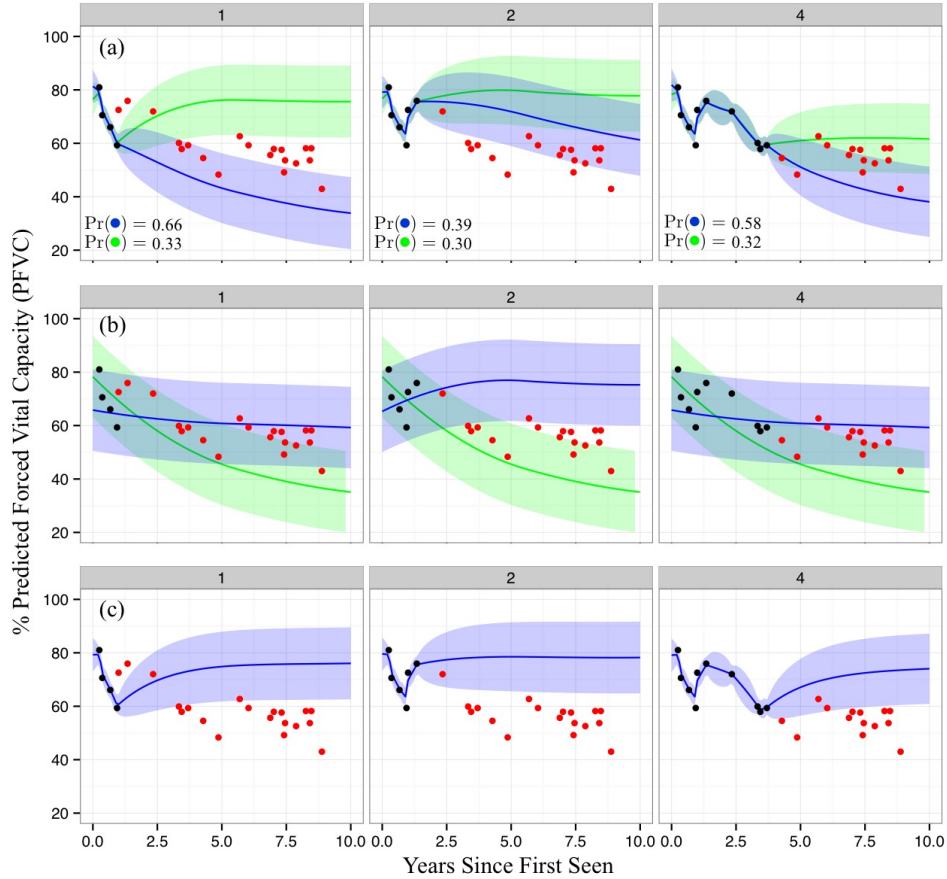 1 2 4
(a)
100
80
60
40
20
Pr(●) = 0.66
Pr(●) = 0.33
Pr(●) = 0.39
Pr(●) = 0.30
Pr(●) = 0.58
Pr(●) = 0.32
% Predicted Forced Vital Capacity (PFVC)
1 2 4
(b)
100
80
60
40
20
1 2 4
(c)
100
80
60
40
20
0.0 2.5 5.0 7.5 10.0 0.0 2.5 5.0 7.5 10.0 0.0 2.5 5.0 7.5 10.0
Years Since First Seen